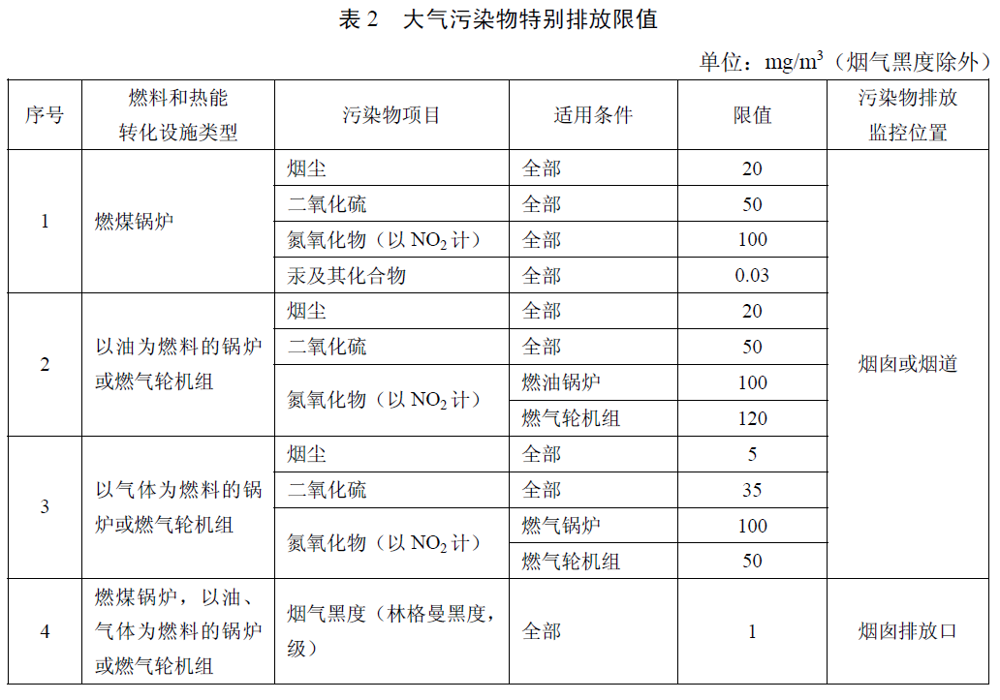 表 2 大气污染物特别排放限值
单位：mg/m³（烟气黑度除外）
序号
燃料和热能
转化设施类型
污染物项目
适用条件
限值
污染物排放
监控位置
1
燃煤锅炉
烟尘
全部
20
二氧化硫
全部
50
氮氧化物（以 NO₂ 计）
全部
100
汞及其化合物
全部
0.03
烟囱或烟道
2
以油为燃料的锅炉
或燃气轮机组
烟尘
全部
20
二氧化硫
全部
50
氮氧化物（以 NO₂ 计）
燃油锅炉
100
燃气轮机组
120
3
以气体为燃料的锅
炉或燃气轮机组
烟尘
全部
5
二氧化硫
全部
35
氮氧化物（以 NO₂ 计）
燃气锅炉
100
燃气轮机组
50
4
燃煤锅炉，以油、
气体为燃料的锅炉
或燃气轮机组
烟气黑度（林格曼黑度，
级）
全部
1
烟囱排放口